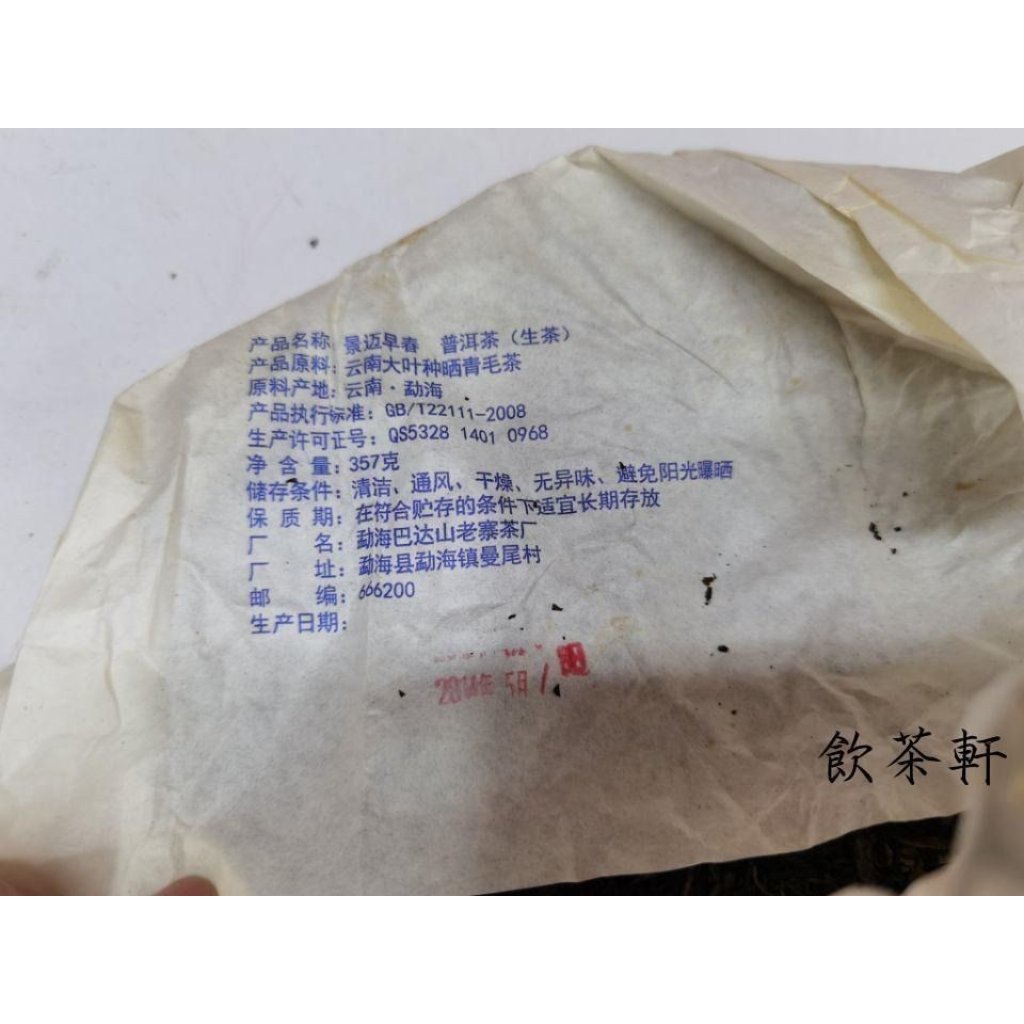 产品名称：景迈早春 普洱茶（生茶）
产品原料：云南大叶种晒青毛茶
原料产地：云南·勐海
产品执行标准：GB/T22111-2008
生产许可证号：QS5328 1401 0968
净含量：357克
储存条件：清洁、通风、干燥、无异味、避免阳光曝晒
保质期：在符合贮存的条件下适宜长期存放
厂名：勐海巴达山老寨茶厂
厂址：勐海县勐海镇曼尾村
邮编：666200
生产日期：
飲茶軒